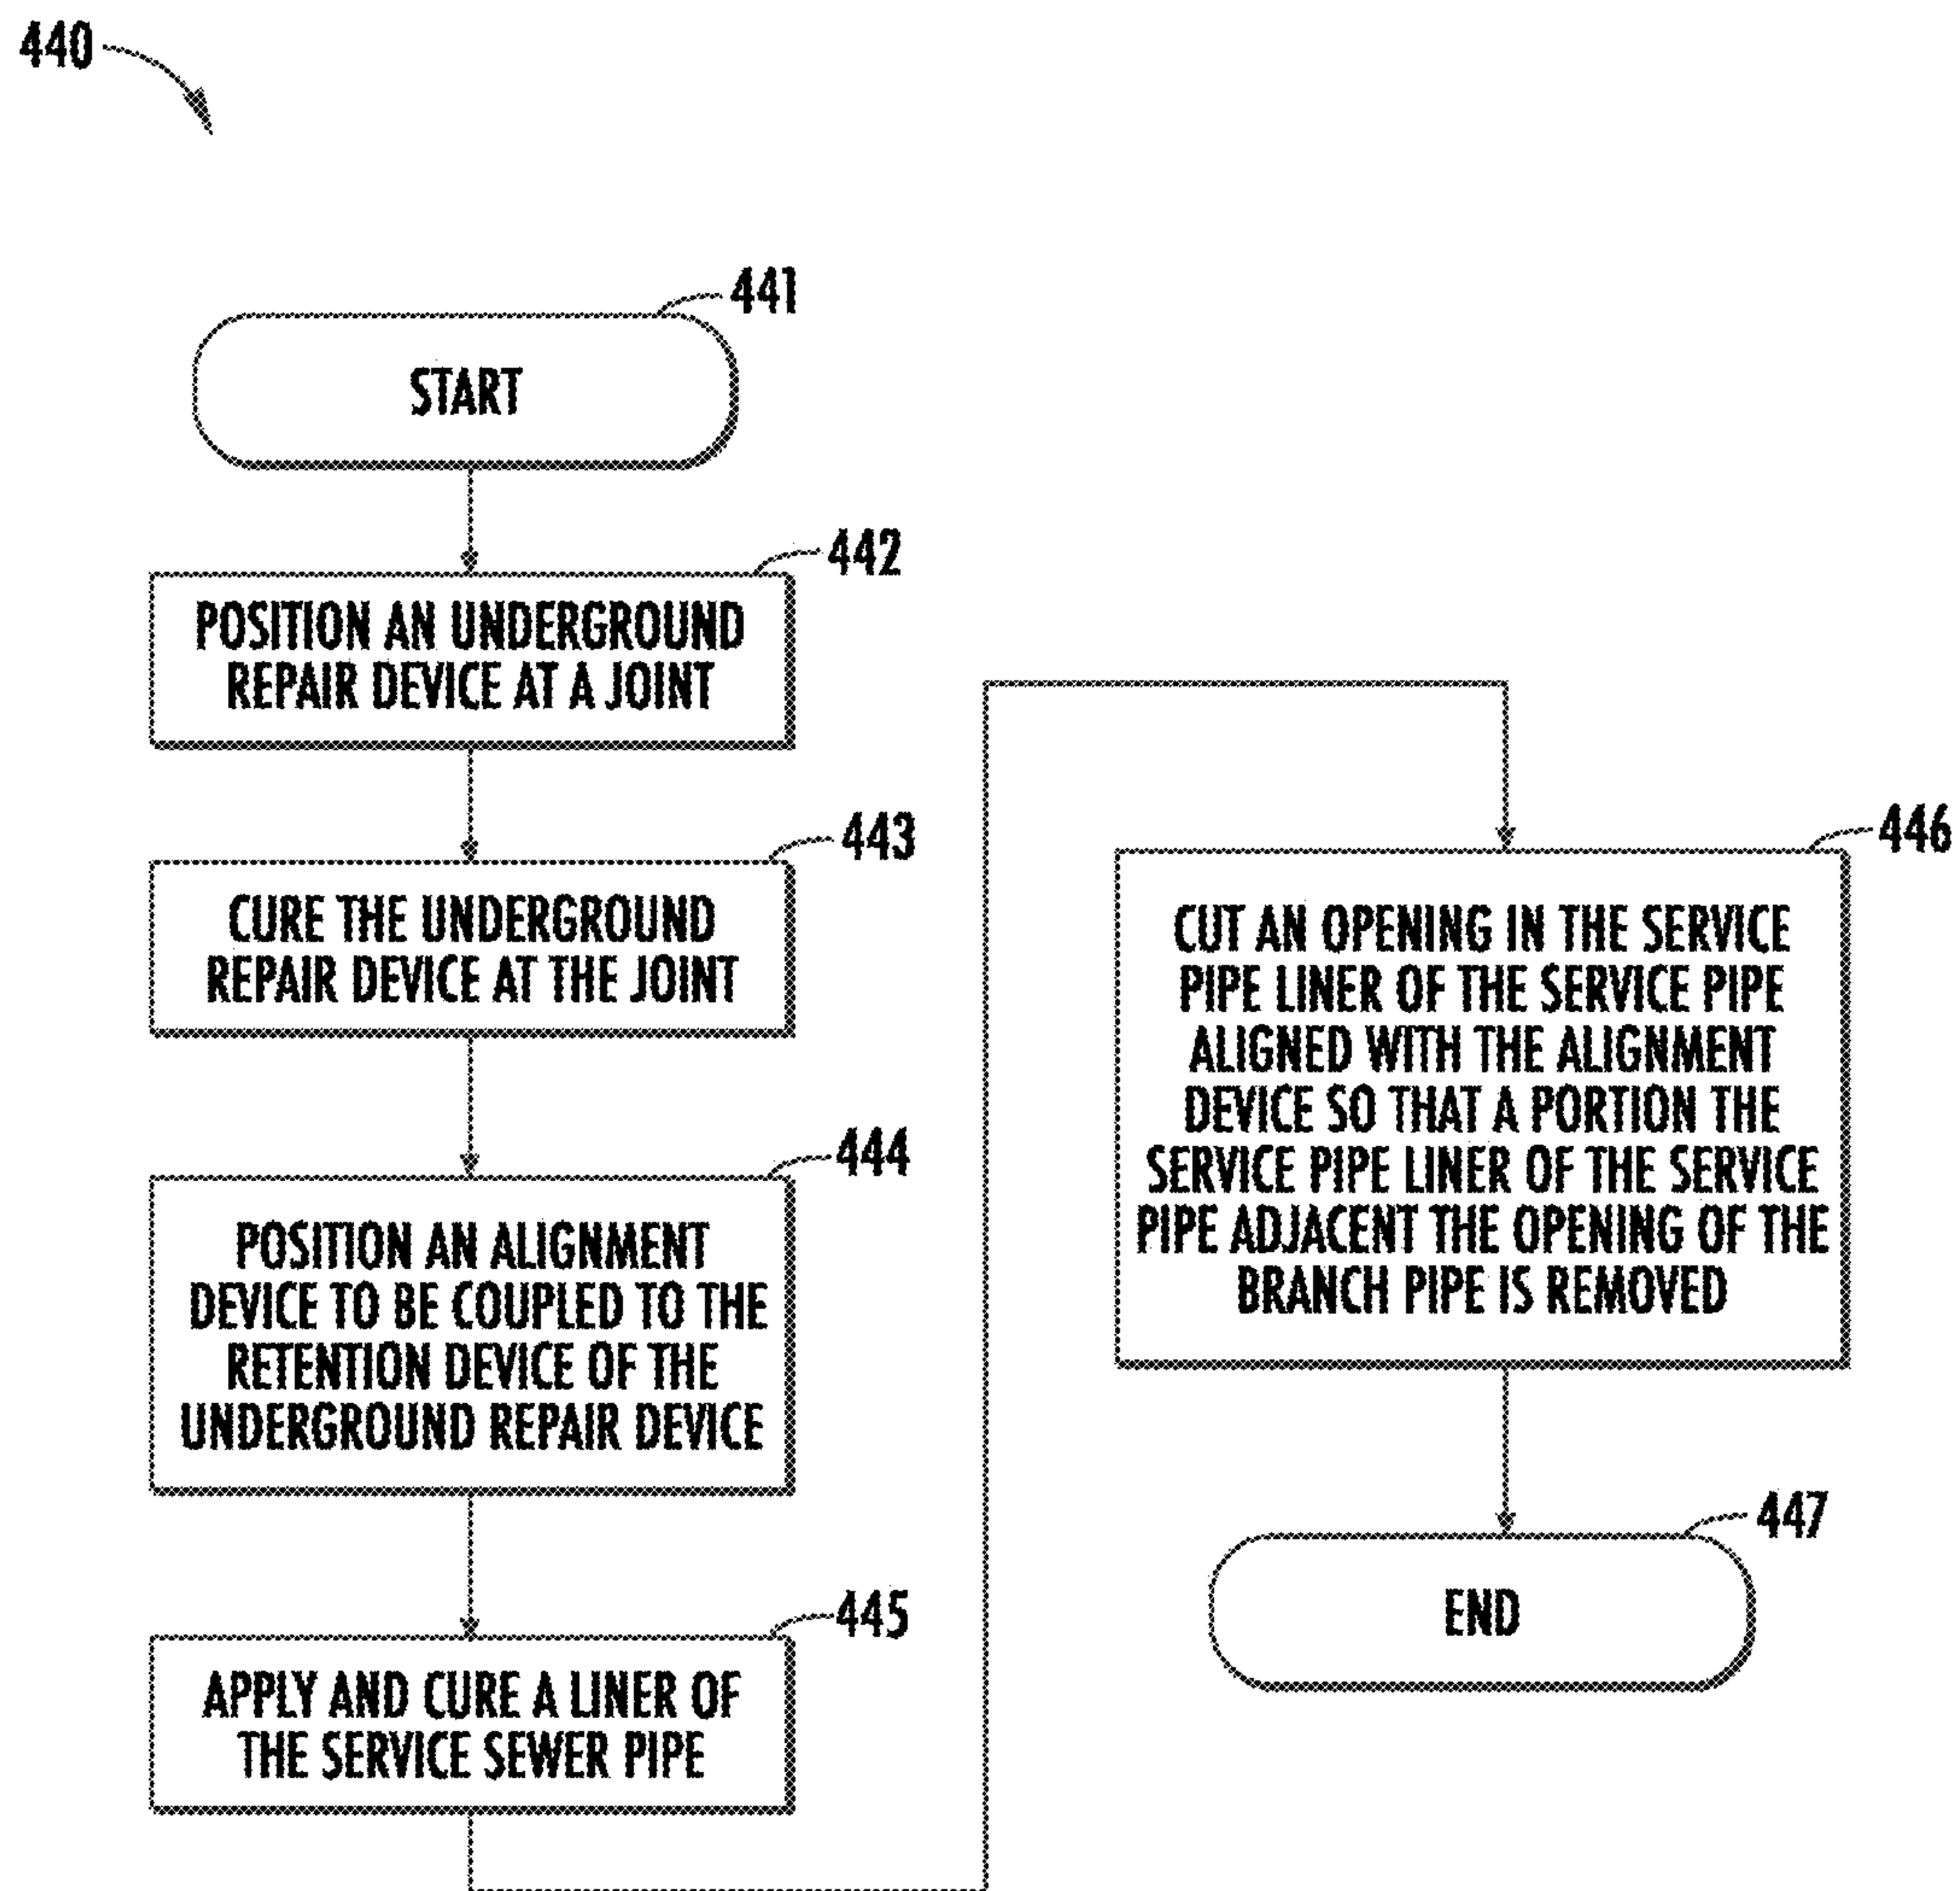 440
441
START
442
POSITION AN UNDERGROUND
REPAIR DEVICE AT A JOINT
443
CURE THE UNDERGROUND
REPAIR DEVICE AT THE JOINT
444
POSITION AN ALIGNMENT
DEVICE TO BE COUPLED TO THE
RETENTION DEVICE OF THE
UNDERGROUND REPAIR DEVICE
445
APPLY AND CURE A LINER OF
THE SERVICE SEWER PIPE
446
CUT AN OPENING IN THE SERVICE
PIPE LINER OF THE SERVICE PIPE
ALIGNED WITH THE ALIGNMENT
DEVICE SO THAT A PORTION THE
SERVICE PIPE LINER OF THE SERVICE
PIPE ADJACENT THE OPENING OF THE
BRANCH PIPE IS REMOVED
447
END